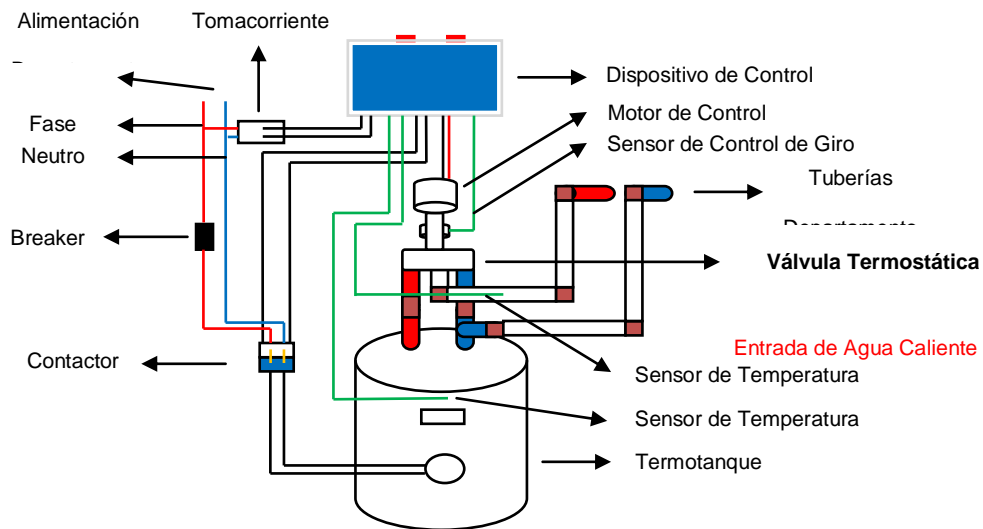 Alimentación
Tomacorriente
Fase
Neutro
Breaker
Contactor
Dispositivo de Control
Motor de Control
Sensor de Control de Giro
Tuberías
Válvula Termostática
Entrada de Agua Caliente
Sensor de Temperatura
Sensor de Temperatura
Termotanque